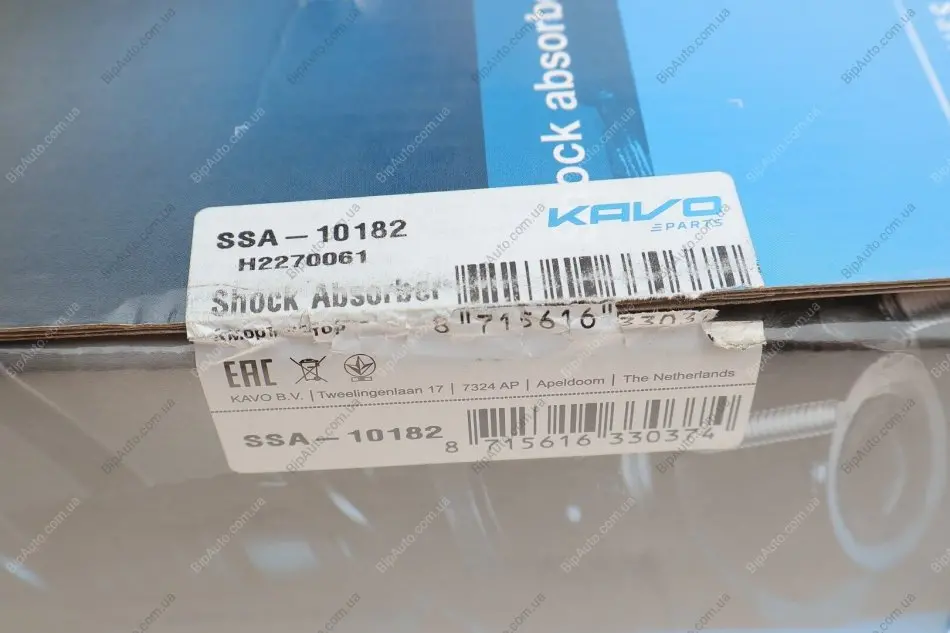 ock absorb
KAVO
PARTS
SSA – 10182
H2270061
Shock Absorber
8 715616
EAC
KAVO B.V. | Tweelingenlaan 17 | 7324 AP | Apeldoorn | The Netherlands
SSA – 10182
8 715616 330374
BipAuto.com.ua